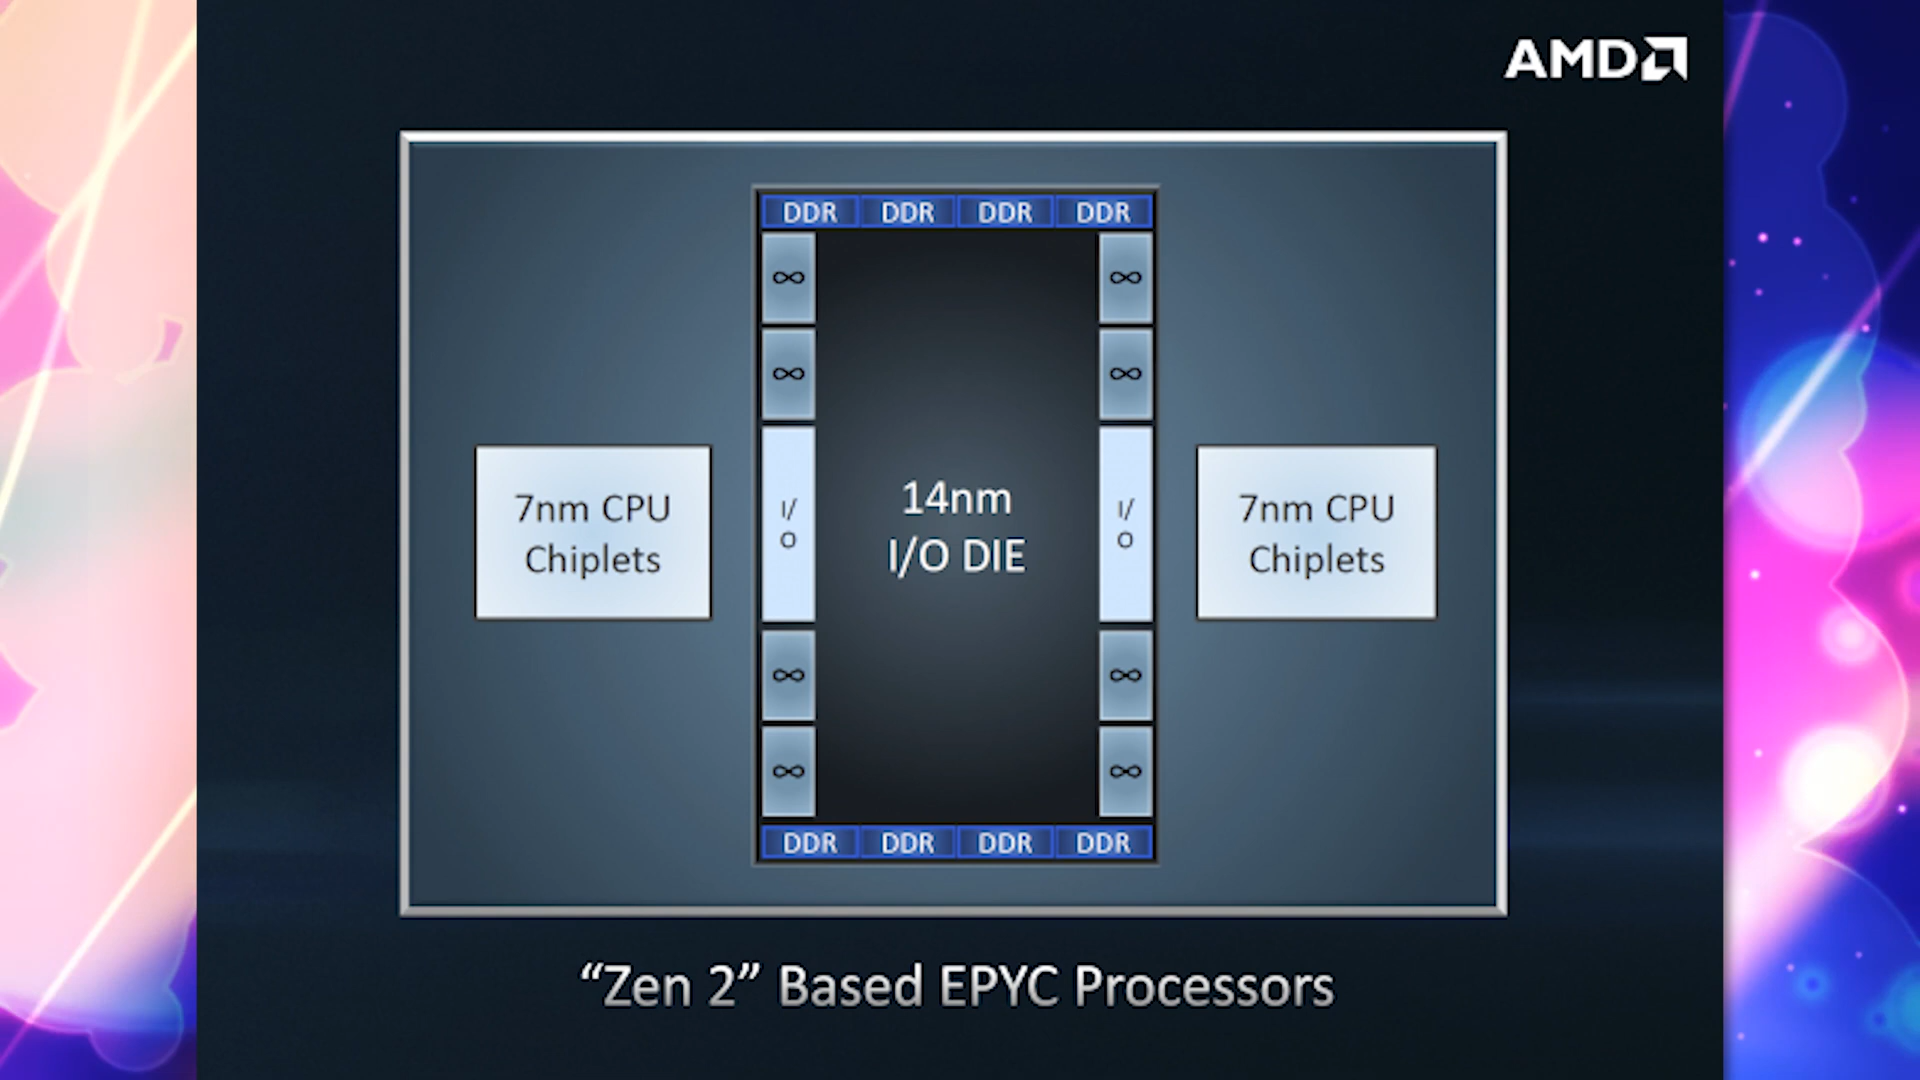 AMD
DDR DDR DDR DDR
∞ ∞
∞ ∞
7nm CPU
Chiplets
I/
O
14nm
I/O DIE
I/
O
7nm CPU
Chiplets
∞ ∞
∞ ∞
DDR DDR DDR DDR
“Zen 2” Based EPYC Processors